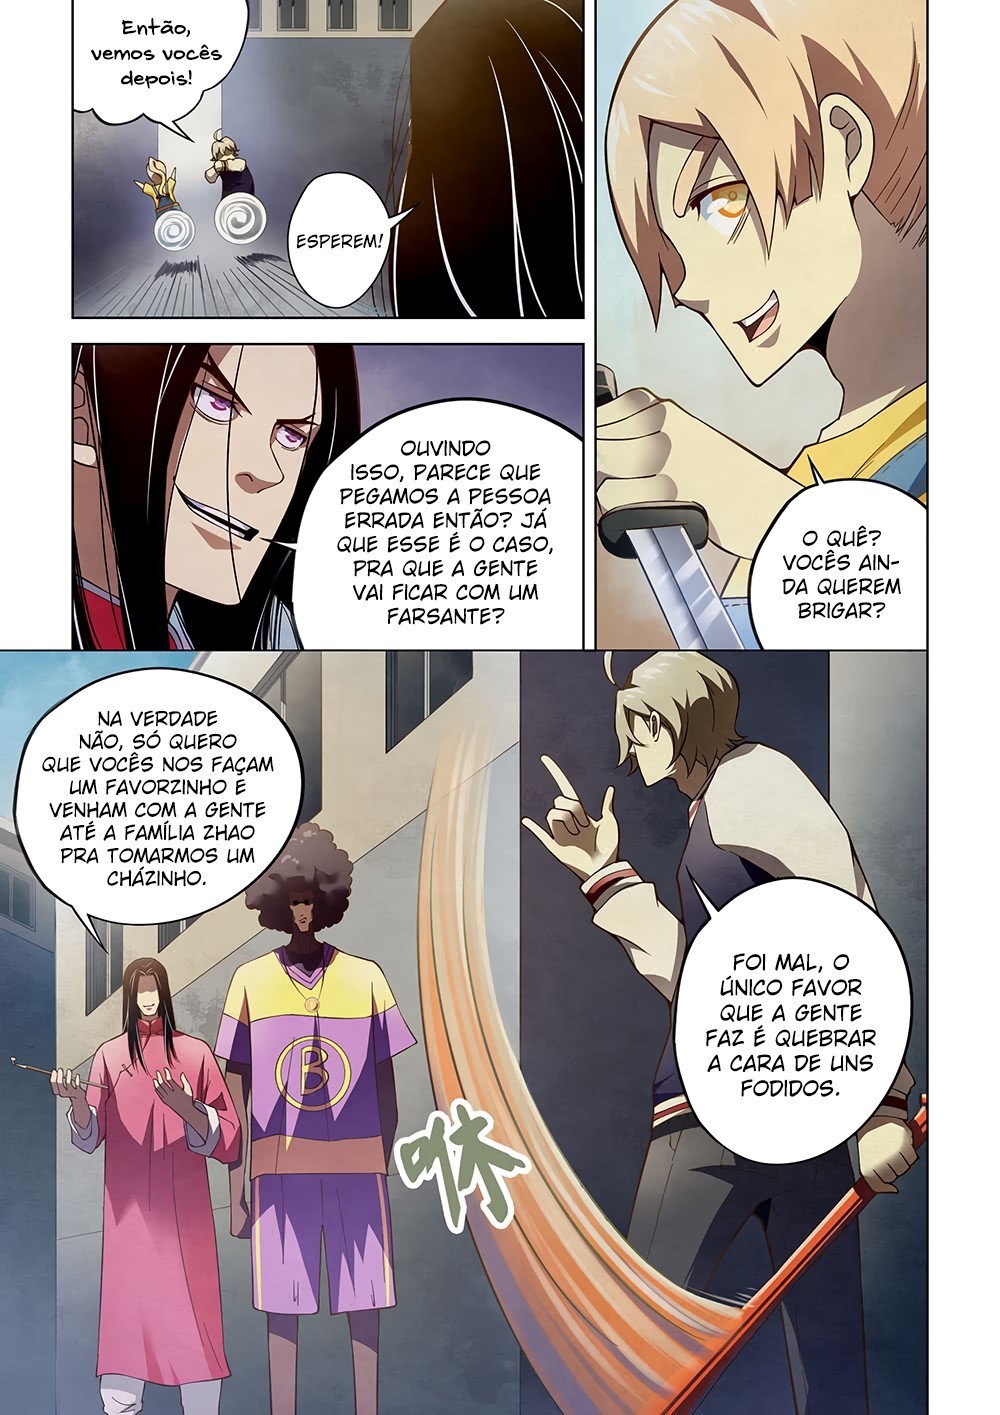 Então,
vemos vocês
depois!
ESPEREM!
O QUÊ?
VOCÊS AIN-
DA QUEREM
BRIGAR?
OUVINDO
ISSO, PARECE QUE
PEGAMOS A PESSOA
ERRADA ENTÃO? JÁ
QUE ESSE É O CASO,
PRA QUE A GENTE
VAI FICAR COM UM
FARSANTE?
NA VERDADE
NÃO, SÓ QUERO
QUE VOCÊS NOS FAÇAM
UM FAVORZINHO E
VENHAM COM A GENTE
ATÉ A FAMÍLIA ZHAO
PRA TOMARMOS UM
CHÁZINHO.
B
咻
FOI MAL, O
ÚNICO FAVOR
QUE A GENTE
FAZ É QUEBRAR
A CARA DE UNS
FODIDOS.